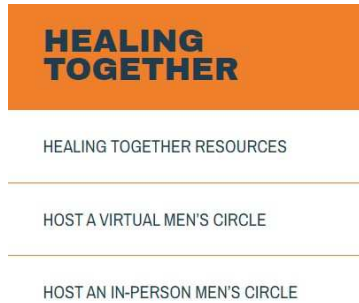 HEALING
TOGETHER
HEALING TOGETHER RESOURCES
HOST A VIRTUAL MEN'S CIRCLE
HOST AN IN-PERSON MEN'S CIRCLE